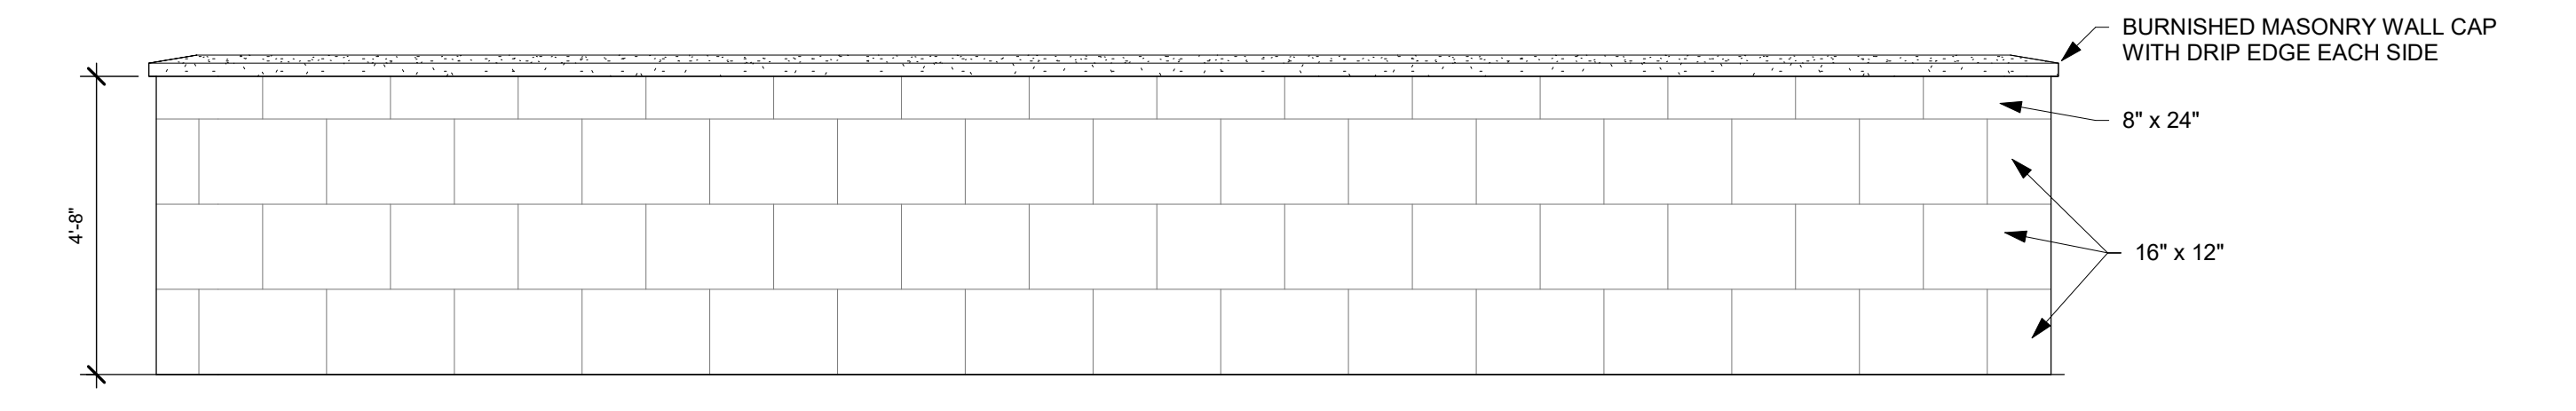 BURNISHED MASONRY WALL CAP
WITH DRIP EDGE EACH SIDE
8" x 24"
4'-8"
16" x 12"